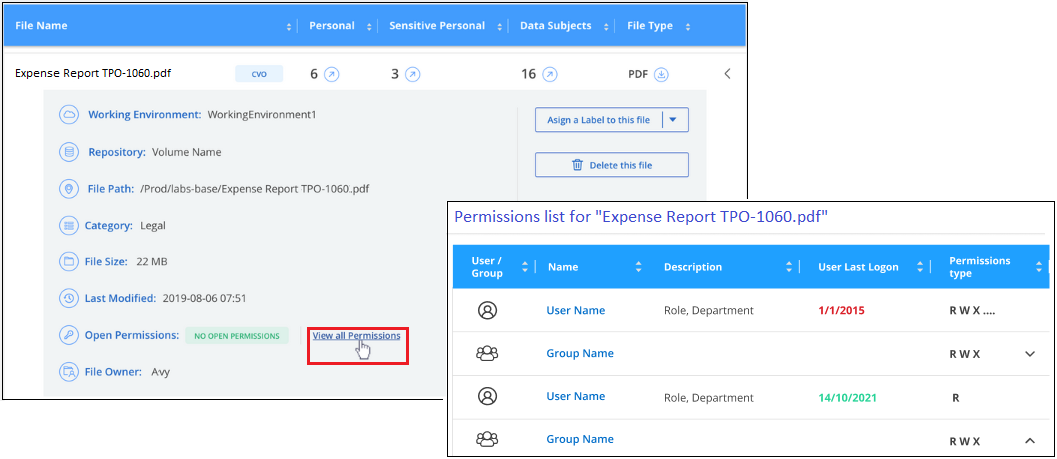 File Name Personal Sensitive Personal Data Subjects File Type
Expense Report TPO-1060.pdf CVO 6 3 16 PDF
Working Environment: WorkingEnvironment1
Asign a Label to this file
Repository: Volume Name
Delete this file
File Path: /Prod/labs-base/Expense Report TPO-1060.pdf
Category: Legal
File Size: 22 MB
Last Modified: 2019-08-06 07:51
Open Permissions: NO OPEN PERMISSIONS View all Permissions
File Owner: Avy
Permissions list for "Expense Report TPO-1060.pdf"
User / Group Name Description User Last Logon Permissions type
User Name Role, Department 1/1/2015 R W X ....
Group Name R W X
User Name Role, Department 14/10/2021 R
Group Name R W X